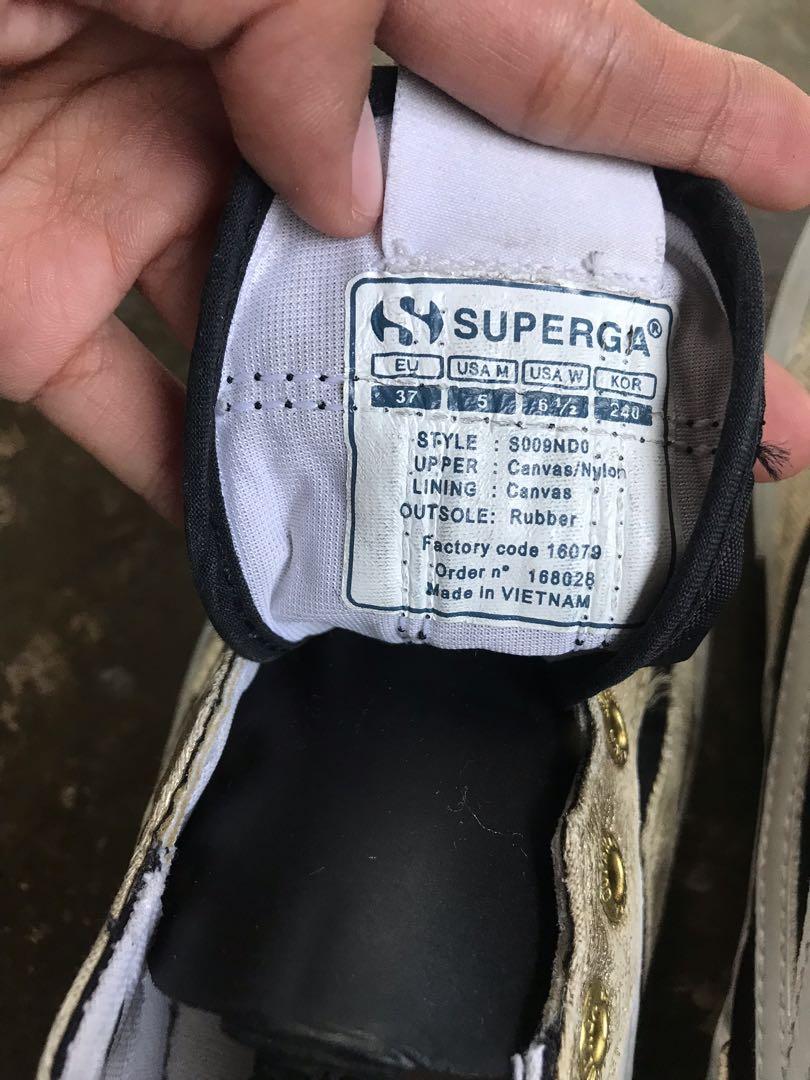 SUPERGA®
EU USA M USA W KOR
37 5 6½ 240
STYLE : S009ND0
UPPER : Canvas/Nylon
LINING : Canvas
OUTSOLE: Rubber
Factory code 16079
Order n° 168028
Made in VIETNAM